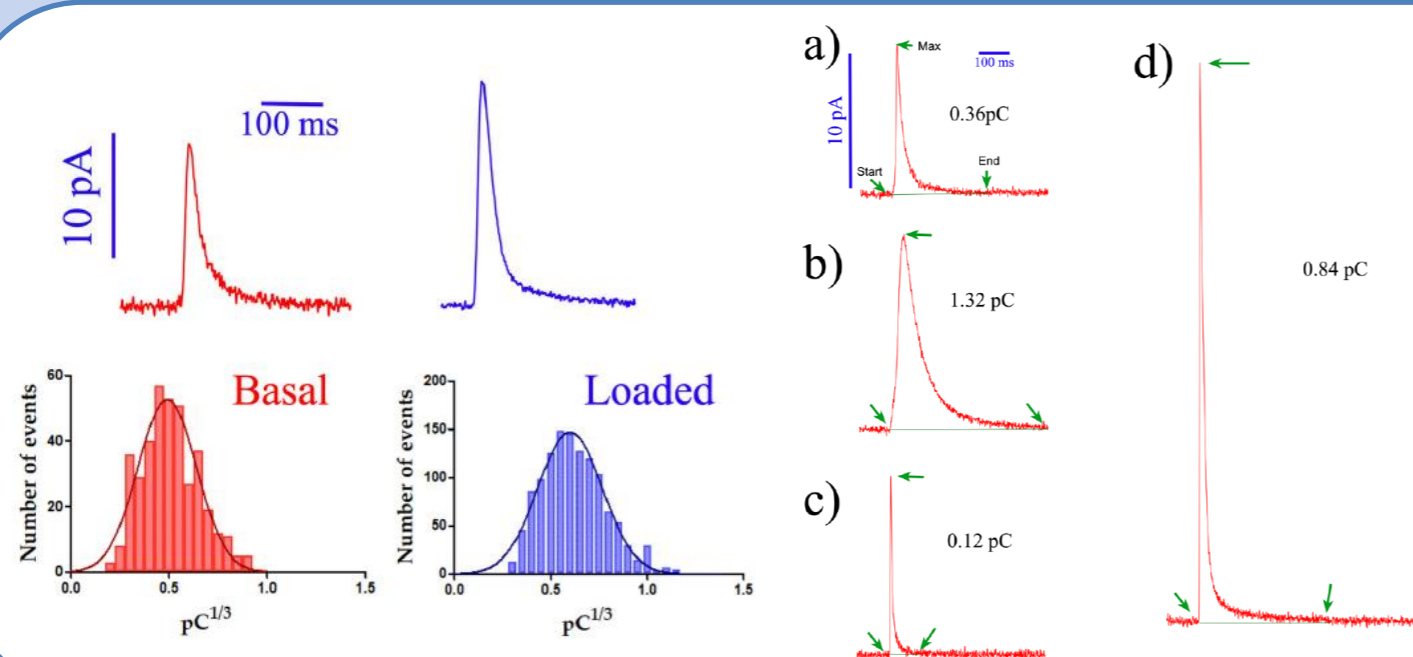 100 ms
10 pA
Basal
Number of events
60
40
20
0
0.0 0.5 1.0 1.5
pC1/3
Loaded
Number of events
200
150
100
50
0
0.0 0.5 1.0 1.5
pC1/3
a)
Max
100 ms
10 pA
0.36pC
Start
End
b)
1.32 pC
c)
0.12 pC
d)
0.84 pC